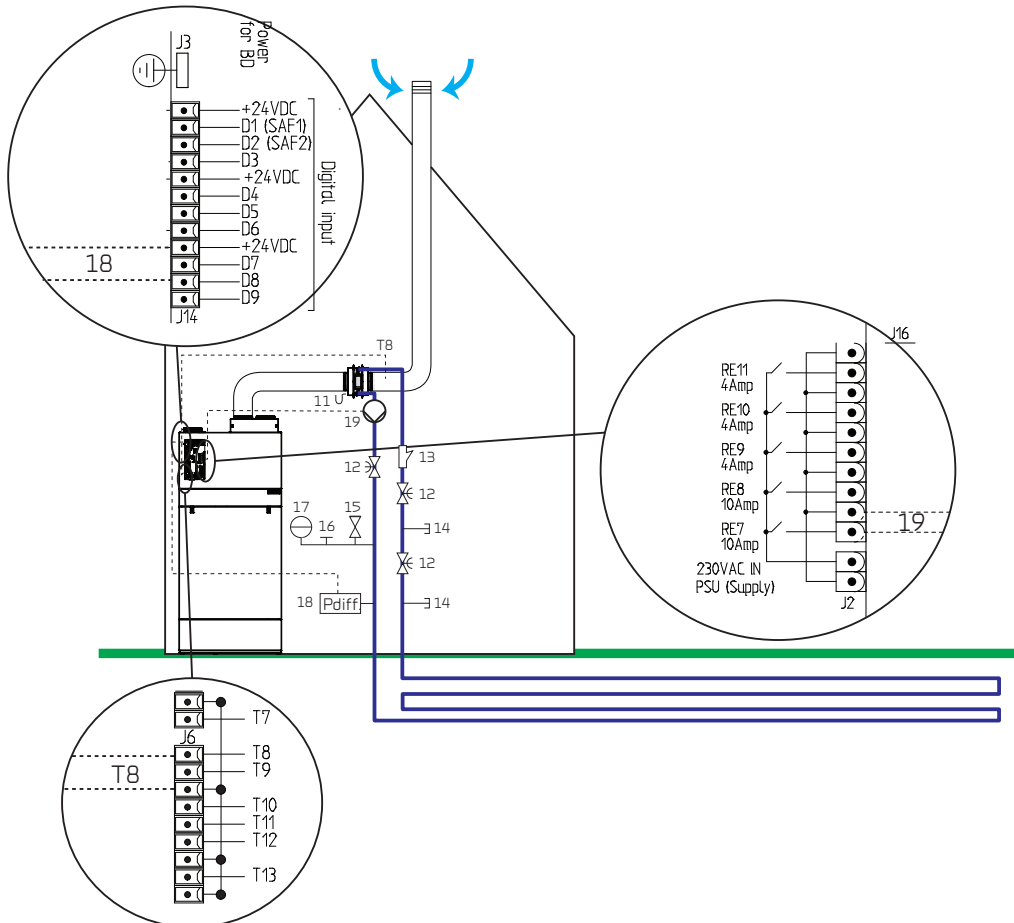 J3
Power
for BD
+24VDC
D1 (SAF1)
D2 (SAF2)
D3
+24VDC
D4
D5
D6
+24VDC
D7
D8
D9
Digital input
18
J14
T8
11
19
12
13
12
14
12
14
17
16
15
18
Pdiff
J16
RE11
4Amp
RE10
4Amp
RE9
4Amp
RE8
10Amp
RE7
10Amp
19
230VAC IN
PSU (Supply)
J2
T7
J6
T8
T9
T8
T10
T11
T12
T13